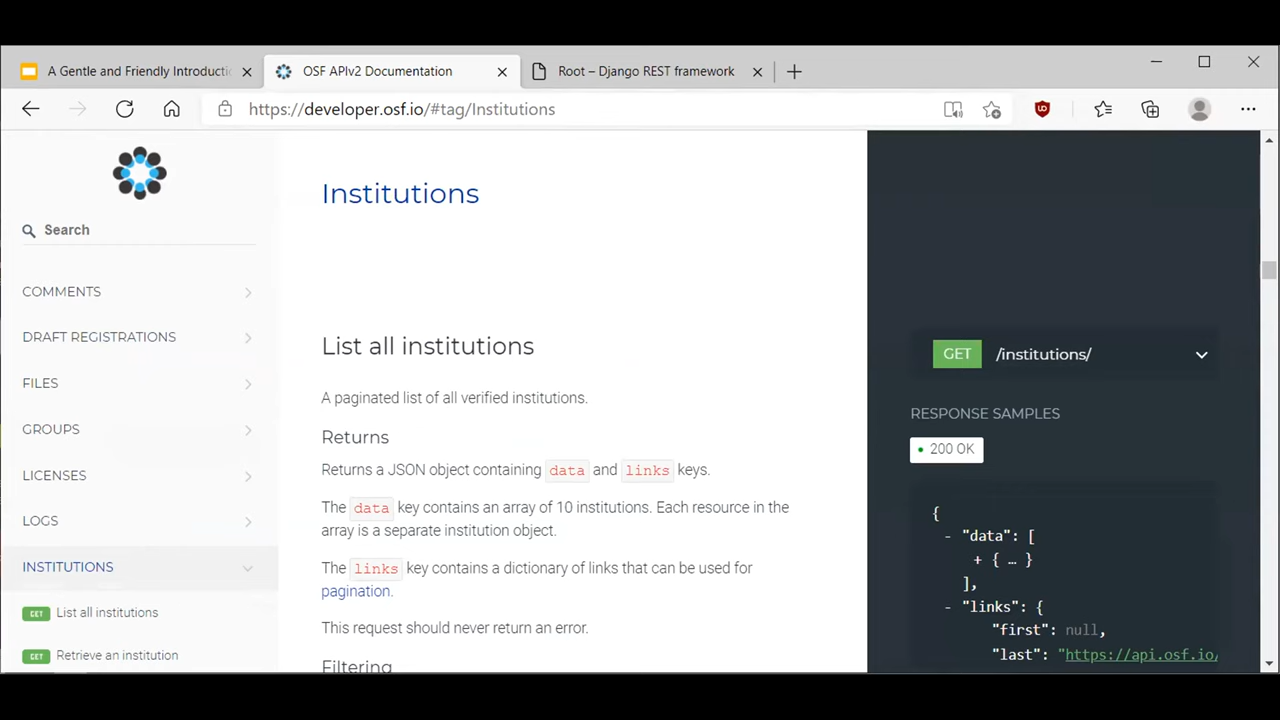 A Gentle and Friendly Introducti
OSF APIv2 Documentation
Root – Django REST framework
https://developer.osf.io/#tag/Institutions
Search
COMMENTS
DRAFT REGISTRATIONS
FILES
GROUPS
LICENSES
LOGS
INSTITUTIONS
GET List all institutions
GET Retrieve an institution
Institutions
List all institutions
A paginated list of all verified institutions.
Returns
Returns a JSON object containing data and links keys.
The data key contains an array of 10 institutions. Each resource in the
array is a separate institution object.
The links key contains a dictionary of links that can be used for
pagination.
This request should never return an error.
Filtering
GET /institutions/
RESPONSE SAMPLES
200 OK
{
- "data": [
+ { … }
],
- "links": {
"first": null,
"last": "https://api.osf.io/